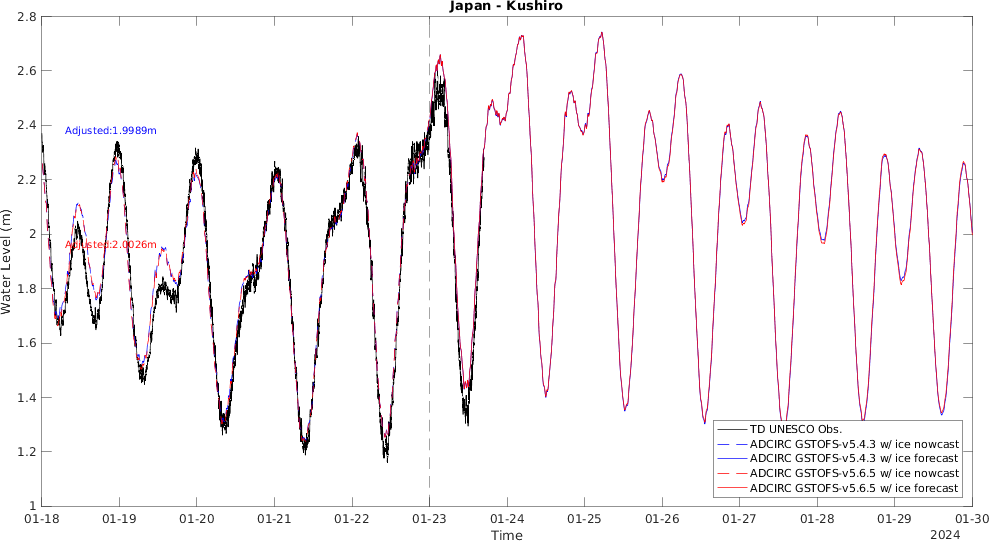 Japan - Kushiro
2.8
2.6
2.4
2.2
2
1.8
1.6
1.4
1.2
1
Water Level (m)
Adjusted:1.9989m
Adjusted:2.0026m
TD UNESCO Obs.
ADCIRC GSTOFS-v5.4.3 w/ ice nowcast
ADCIRC GSTOFS-v5.4.3 w/ ice forecast
ADCIRC GSTOFS-v5.6.5 w/ ice nowcast
ADCIRC GSTOFS-v5.6.5 w/ ice forecast
01-18 01-19 01-20 01-21 01-22 01-23 01-24 01-25 01-26 01-27 01-28 01-29 01-30
Time
2024